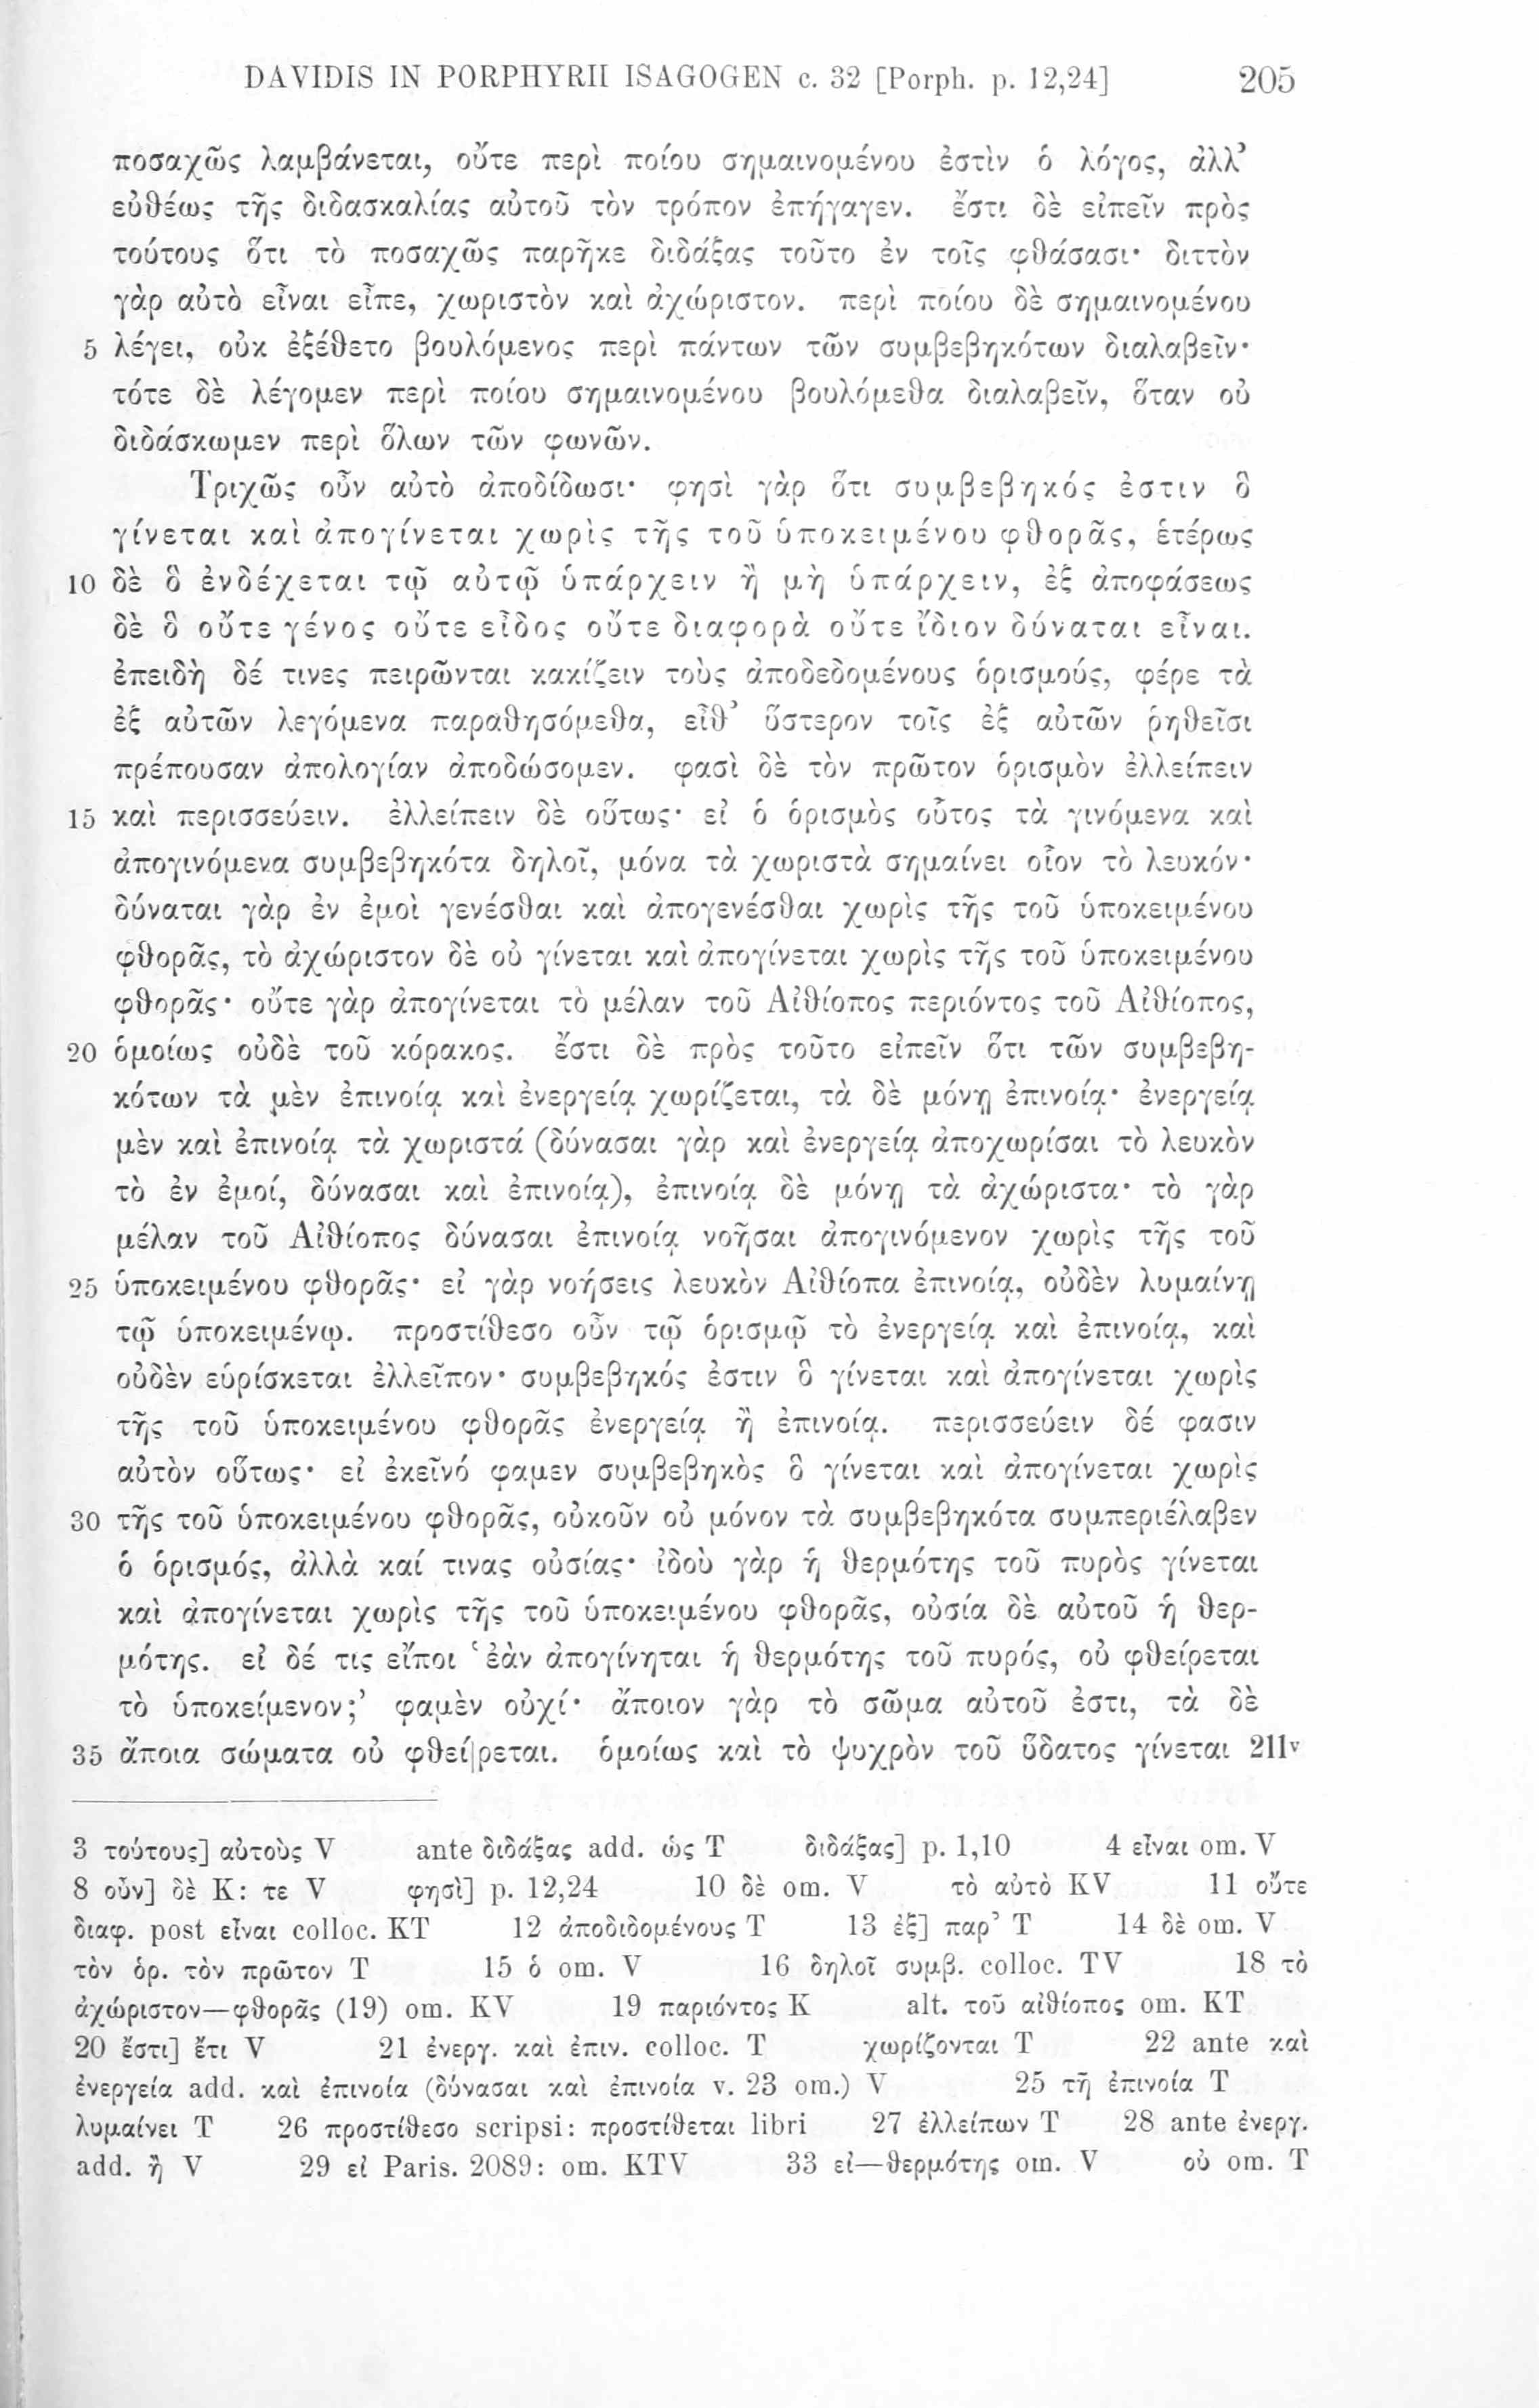 DAVIDIS IN PORPHYRII ISAGOGEN c. 32 [Porph. p. 12,24] 205
ποσαχῶς λαμβάνεται, οὔτε περὶ ποίου σημαινομένου ἐστὶν ὁ λόγος, ἀλλ’
εὐθέως τῆς διδασκαλίας αὐτοῦ τὸν τρόπον ἐπήγαγεν. ἔστι δὲ εἰπεῖν πρὸς
τούτους ὅτι τὸ ποσαχῶς παρῆκε διδάξας τοῦτο ἐν τοῖς φθάσασι· διττὸν
γὰρ αὐτὸ εἶναι εἶπε, χωριστὸν καὶ ἀχώριστον. περὶ ποίου δὲ σημαινομένου
5 λέγει, οὐκ ἐξέθετο βουλόμενος περὶ πάντων τῶν συμβεβηκότων διαλαβεῖν·
τότε δὲ λέγομεν περὶ ποίου σημαινομένου βουλόμεθα διαλαβεῖν, ὅταν οὐ
διδάσκωμεν περὶ ὅλων τῶν φωνῶν.
Τριχῶς οὖν αὐτὸ ἀποδίδωσι· φησὶ γὰρ ὅτι συμβεβηκός ἐστιν ὃ
γίνεται καὶ ἀπογίνεται χωρὶς τῆς τοῦ ὑποκειμένου φθορᾶς, ἑτέρως
10 δὲ ὃ ἐνδέχεται τῷ αὐτῷ ὑπάρχειν ἢ μὴ ὑπάρχειν, ἐξ ἀποφάσεως
δὲ ὃ οὔτε γένος οὔτε εἶδος οὔτε διαφορὰ οὔτε ἴδιον δύναται εἶναι.
ἐπειδὴ δέ τινες πειρῶνται κακίζειν τοὺς ἀποδεδομένους ὁρισμούς, φέρε τὰ
ἐξ αὐτῶν λεγόμενα παραθησόμεθα, εἶθ’ ὕστερον τοῖς ἐξ αὐτῶν ῥηθεῖσι
πρέπουσαν ἀπολογίαν ἀποδώσομεν. φασὶ δὲ τὸν πρῶτον ὁρισμὸν ἐλλείπειν
15 καὶ περισσεύειν. ἐλλείπειν δὲ οὕτως· εἰ ὁ ὁρισμὸς οὗτος τὰ γινόμενα καὶ
ἀπογινόμενα συμβεβηκότα δηλοῖ, μόνα τὰ χωριστὰ σημαίνει οἷον τὸ λευκόν·
δύναται γὰρ ἐν ἐμοὶ γενέσθαι καὶ ἀπογενέσθαι χωρὶς τῆς τοῦ ὑποκειμένου
φθορᾶς, τὸ ἀχώριστον δὲ οὐ γίνεται καὶ ἀπογίνεται χωρὶς τῆς τοῦ ὑποκειμένου
φθορᾶς· οὔτε γὰρ ἀπογίνεται τὸ μέλαν τοῦ Αἰθίοπος περιόντος τοῦ Αἰθίοπος,
20 ὁμοίως οὐδὲ τοῦ κόρακος. ἔστι δὲ πρὸς τοῦτο εἰπεῖν ὅτι τῶν συμβεβη-
κότων τὰ μὲν ἐπινοίᾳ καὶ ἐνεργείᾳ χωρίζεται, τὰ δὲ μόνῃ ἐπινοίᾳ· ἐνεργείᾳ
μὲν καὶ ἐπινοίᾳ τὰ χωριστά (δύνασαι γὰρ καὶ ἐνεργείᾳ ἀποχωρίσαι τὸ λευκὸν
τὸ ἐν ἐμοί, δύνασαι καὶ ἐπινοίᾳ), ἐπινοίᾳ δὲ μόνῃ τὰ ἀχώριστα· τὸ γὰρ
μέλαν τοῦ Αἰθίοπος δύνασαι ἐπινοίᾳ νοῆσαι ἀπογινόμενον χωρὶς τῆς τοῦ
25 ὑποκειμένου φθορᾶς· εἰ γὰρ νοήσεις λευκὸν Αἰθίοπα ἐπινοίᾳ, οὐδὲν λυμαίνῃ
τῷ ὑποκειμένῳ. προστίθεσο οὖν τῷ ὁρισμῷ τὸ ἐνεργείᾳ καὶ ἐπινοίᾳ, καὶ
οὐδὲν εὑρίσκεται ἐλλεῖπον· συμβεβηκός ἐστιν ὃ γίνεται καὶ ἀπογίνεται χωρὶς
τῆς τοῦ ὑποκειμένου φθορᾶς ἐνεργείᾳ ἢ ἐπινοίᾳ. περισσεύειν δέ φασιν
αὐτὸν οὕτως· εἰ ἐκεῖνό φαμεν συμβεβηκὸς ὃ γίνεται καὶ ἀπογίνεται χωρὶς
30 τῆς τοῦ ὑποκειμένου φθορᾶς, οὐκοῦν οὐ μόνον τὰ συμβεβηκότα συμπεριέλαβεν
ὁ ὁρισμός, ἀλλὰ καί τινας οὐσίας· ἰδοὺ γὰρ ἡ θερμότης τοῦ πυρὸς γίνεται
καὶ ἀπογίνεται χωρὶς τῆς τοῦ ὑποκειμένου φθορᾶς, οὐσία δὲ αὐτοῦ ἡ θερ-
μότης. εἰ δέ τις εἴποι ‘ἐὰν ἀπογίνηται ἡ θερμότης τοῦ πυρός, οὐ φθείρεται
τὸ ὑποκείμενον;’ φαμὲν οὐχί· ἄποιον γὰρ τὸ σῶμα αὐτοῦ ἐστι, τὰ δὲ
35 ἄποια σώματα οὐ φθεί|ρεται. ὁμοίως καὶ τὸ ψυχρὸν τοῦ ὕδατος γίνεται 211v
3 τούτους] αὐτοὺς V ante διδάξας add. ὡς T διδάξας] p. 1,10 4 εἶναι om. V
8 οὖν] δὲ K: τε V φησὶ] p. 12,24 10 δὲ om. V τὸ αὐτὸ KV 11 οὔτε
διαφ. post εἶναι colloc. KT 12 ἀποδιδομένους T 13 ἐξ] παρ’ T 14 δὲ om. V
τὸν ὁρ. τὸν πρῶτον T 15 ὁ om. V 16 δηλοῖ συμβ. colloc. TV 18 τὸ
ἀχώριστον—φθορᾶς (19) om. KV 19 παριόντος K alt. τοῦ αἰθίοπος om. KT
20 ἔστι] ἔτι V 21 ἐνεργ. καὶ ἐπιν. colloc. T χωρίζονται T 22 ante καὶ
ἐνεργεία add. καὶ ἐπινοία (δύνασαι καὶ ἐπινοία v. 23 om.) V 25 τῇ ἐπινοία T
λυμαίνει T 26 προστίθεσο scripsi: προστίθεται libri 27 ἐλλείπων T 28 ante ἐνεργ.
add. ἢ V 29 εἰ Paris. 2089: om. KTV 33 εἰ—θερμότης om. V οὐ om. T